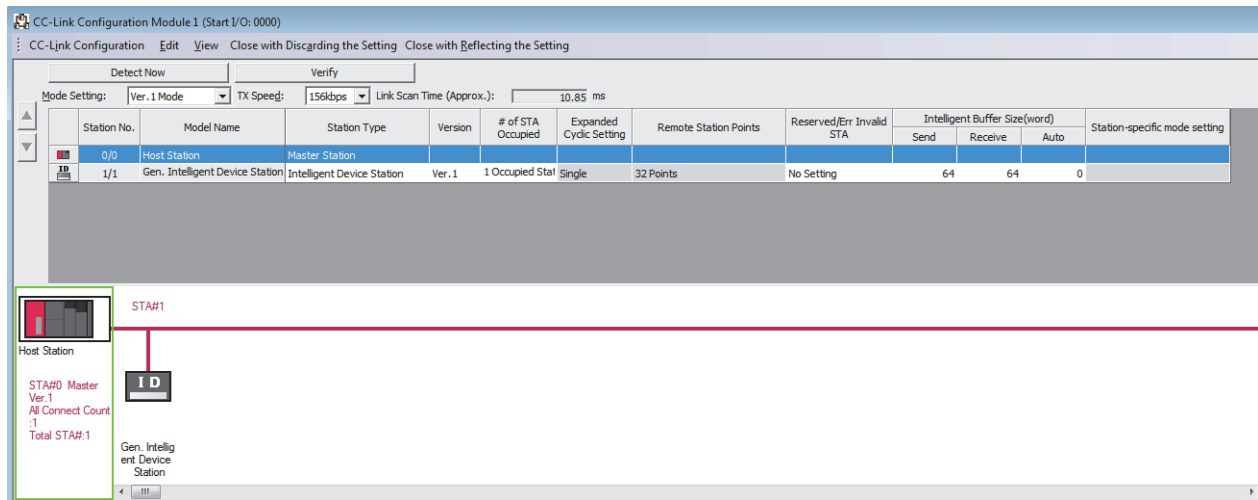 CC-Link Configuration Module 1 (Start I/O: 0000)
CC-Link Configuration Edit View Close with Discarding the Setting Close with Reflecting the Setting
Detect Now Verify
Mode Setting: Ver.1 Mode TX Speed: 156kbps Link Scan Time (Approx.): 10.85 ms
Station No. Model Name Station Type Version # of STA Occupied Expanded Cyclic Setting Remote Station Points Reserved/Err Invalid STA Intelligent Buffer Size(word) Send Receive Auto Station-specific mode setting
0/0 Host Station Master Station
ID 1/1 Gen. Intelligent Device Station Intelligent Device Station Ver.1 1 Occupied Stat Single 32 Points No Setting 64 64 0
STA#1
Host Station
STA#0 Master
Ver.1
All Connect Count
:1
Total STA#:1
I D
Gen. Intellig
ent Device
Station